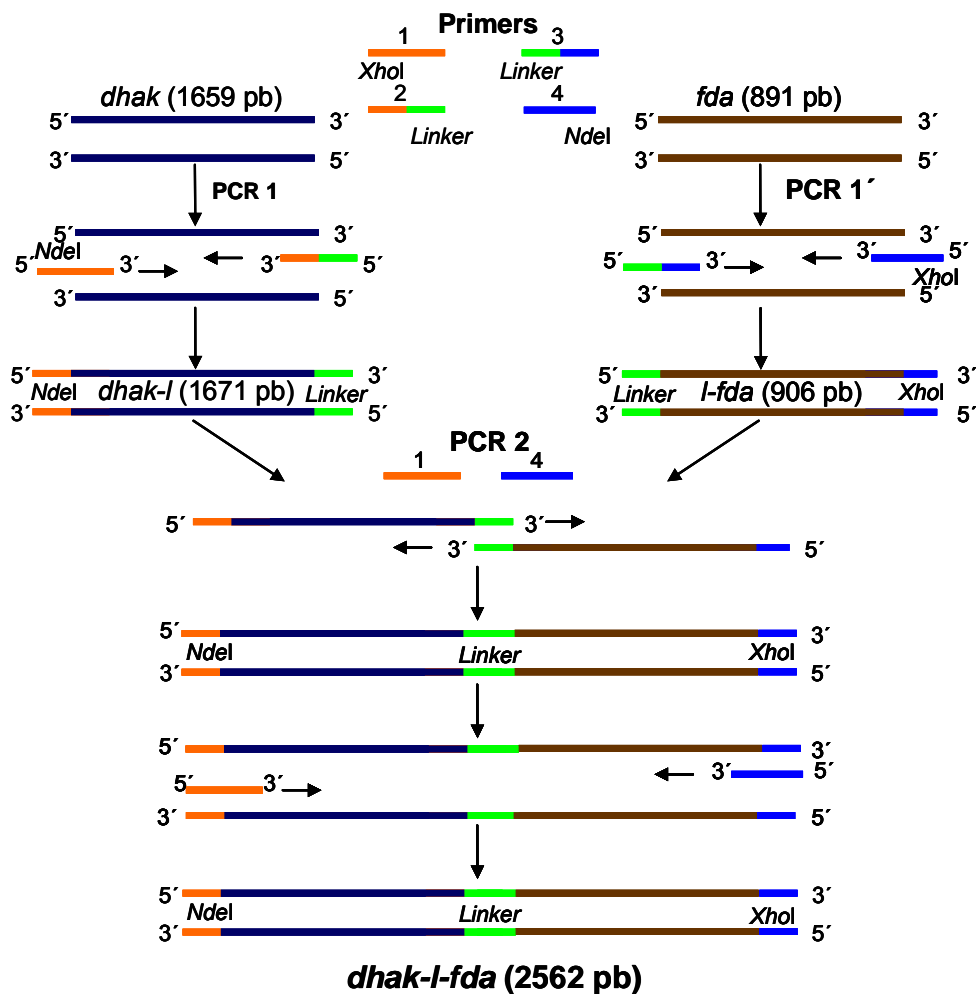 Primers
1
3
XhoI
Linker
2
4
Linker
NdeI
dhak (1659 pb)
5´ 3´
3´ 5´
PCR 1
fda (891 pb)
5´ 3´
3´ 5´
PCR 1´
5´ 3´
NdeI
5´ 3´
3´ 5´
3´ 5´
5´ 3´
3´ 5´
3´ 5´
XhoI
3´ 5´
5´ 3´
NdeI dhak-l (1671 pb) Linker
3´ 5´
5´ 3´
Linker l-fda (906 pb) XhoI
3´ 5´
PCR 2
1 4
5´ 3´
3´ 5´
5´ 3´
NdeI Linker XhoI
3´ 5´
5´ 3´
5´ 3´
3´ 5´
3´ 5´
5´ 3´
NdeI Linker XhoI
3´ 5´
dhak-l-fda (2562 pb)